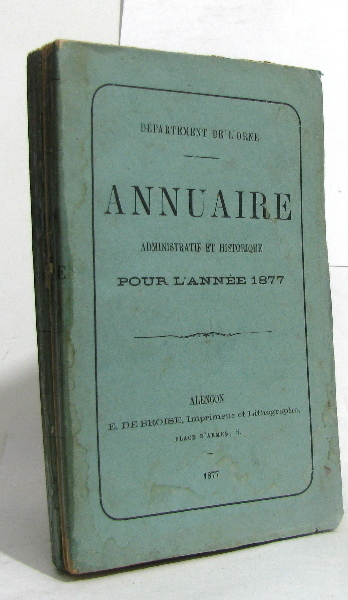 DÉPARTEMENT DE L'ORNE
ANNUAIRE
ADMINISTRATIF ET HISTORIQUE
POUR L'ANNÉE 1877
ALENÇON
E. DE BROISE, Imprimeur et Lithographe,
PLACE D'ARMES,
1877
E